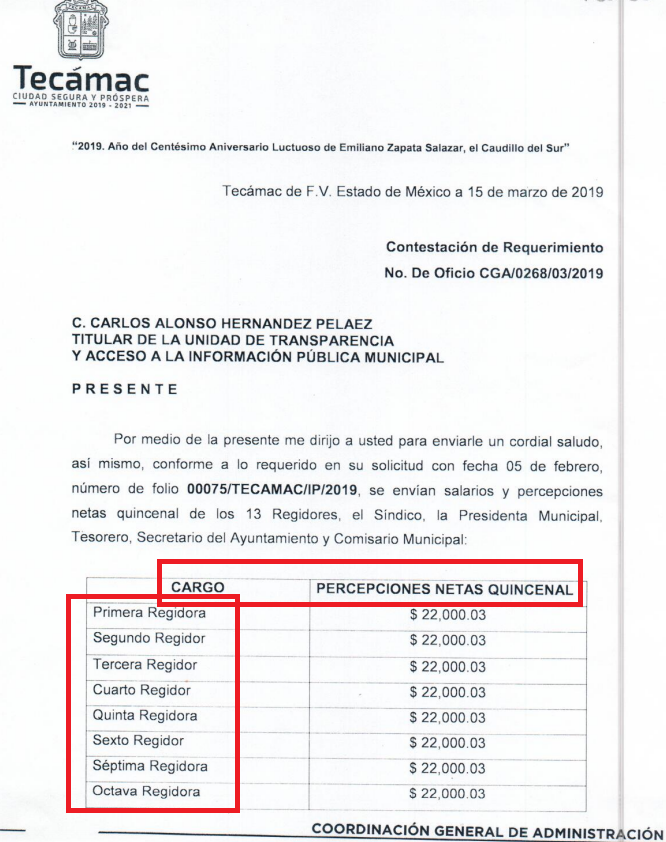 Tecámac
CIUDAD SEGURA Y PRÓSPERA
AYUNTAMIENTO 2019 - 2021
"2019. Año del Centésimo Aniversario Luctuoso de Emiliano Zapata Salazar, el Caudillo del Sur"
Tecámac de F.V. Estado de México a 15 de marzo de 2019
Contestación de Requerimiento
No. De Oficio CGA/0268/03/2019
C. CARLOS ALONSO HERNANDEZ PELAEZ
TITULAR DE LA UNIDAD DE TRANSPARENCIA
Y ACCESO A LA INFORMACIÓN PÚBLICA MUNICIPAL
P R E S E N T E
Por medio de la presente me dirijo a usted para enviarle un cordial saludo,
así mismo, conforme a lo requerido en su solicitud con fecha 05 de febrero,
número de folio 00075/TECAMAC/IP/2019, se envían salarios y percepciones
netas quincenal de los 13 Regidores, el Síndico, la Presidenta Municipal,
Tesorero, Secretario del Ayuntamiento y Comisario Municipal:
CARGO PERCEPCIONES NETAS QUINCENAL
Primera Regidora $ 22,000.03
Segundo Regidor $ 22,000.03
Tercera Regidor $ 22,000.03
Cuarto Regidor $ 22,000.03
Quinta Regidora $ 22,000.03
Sexto Regidor $ 22,000.03
Séptima Regidora $ 22,000.03
Octava Regidora $ 22,000.03
COORDINACIÓN GENERAL DE ADMINISTRACIÓN